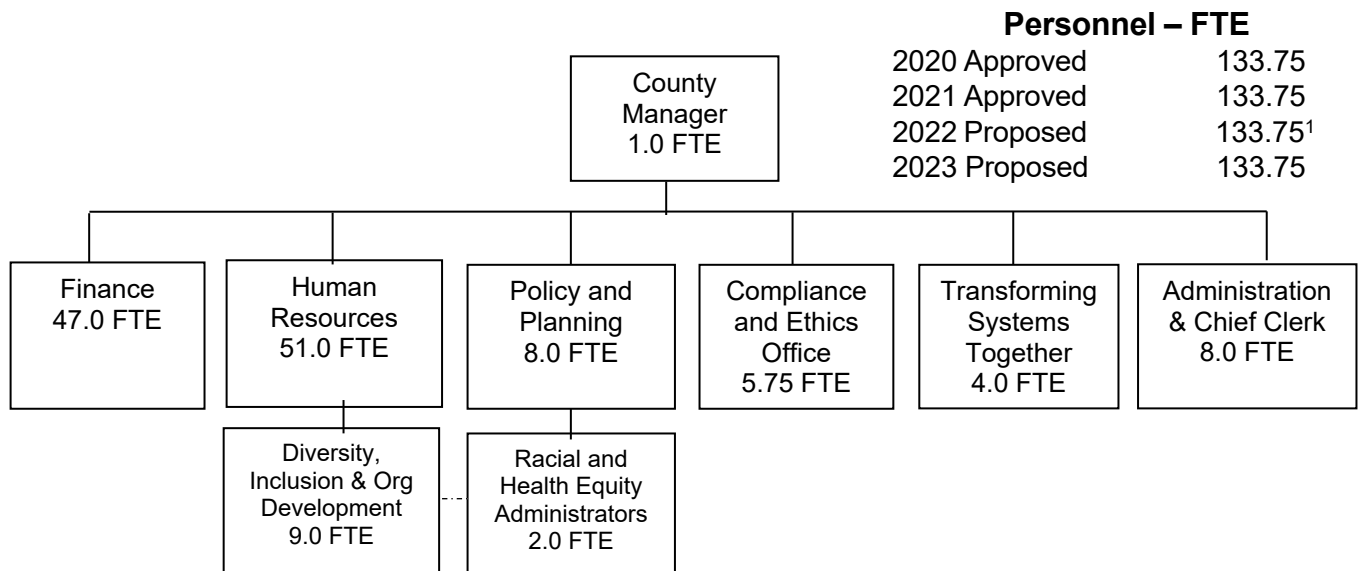 Personnel – FTE
2020 Approved 133.75
2021 Approved 133.75
2022 Proposed 133.75¹
2023 Proposed 133.75
County
Manager
1.0 FTE
Finance
47.0 FTE
Human
Resources
51.0 FTE
Policy and
Planning
8.0 FTE
Compliance
and Ethics
Office
5.75 FTE
Transforming
Systems
Together
4.0 FTE
Administration
& Chief Clerk
8.0 FTE
Diversity,
Inclusion & Org
Development
9.0 FTE
Racial and
Health Equity
Administrators
2.0 FTE